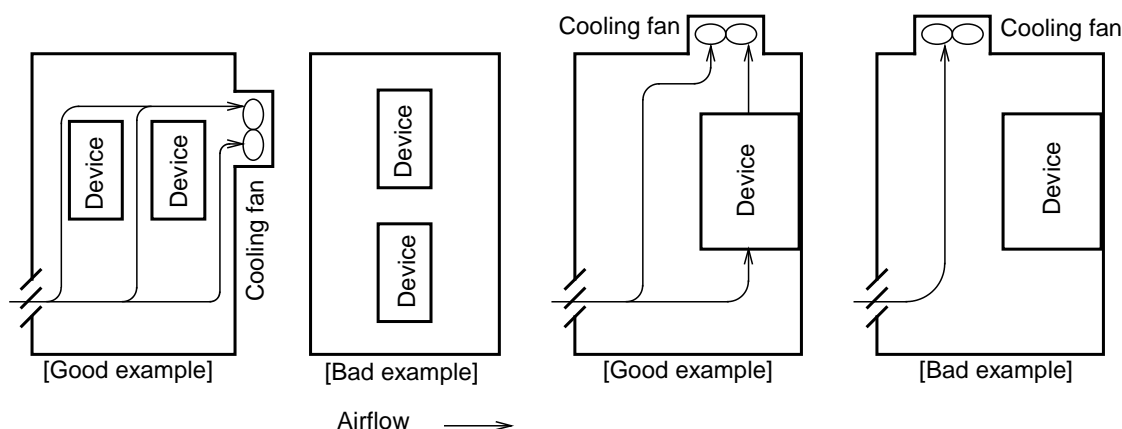 Cooling fan
Cooling fan
Device
Device
Cooling fan
Device
Device
Device
Device
[Good example]
[Bad example]
[Good example]
[Bad example]
Airflow